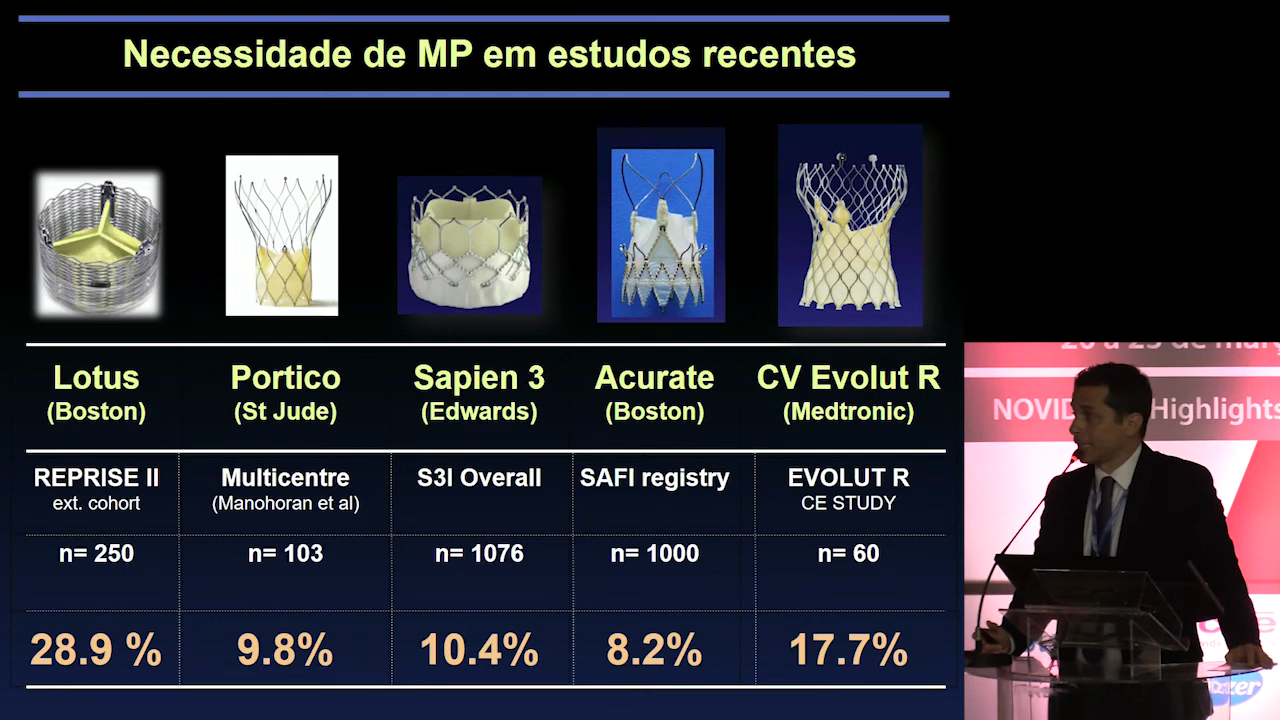 Necessidade de MP em estudos recentes
Lotus
(Boston)
Portico
(St Jude)
Sapien 3
(Edwards)
Acurate
(Boston)
CV Evolut R
(Medtronic)
REPRISE II
ext. cohort
Multicentre
(Manohoran et al)
S3I Overall
SAFI registry
EVOLUT R
CE STUDY
n= 250
n= 103
n= 1076
n= 1000
n= 60
28.9 %
9.8%
10.4%
8.2%
17.7%
Highlights